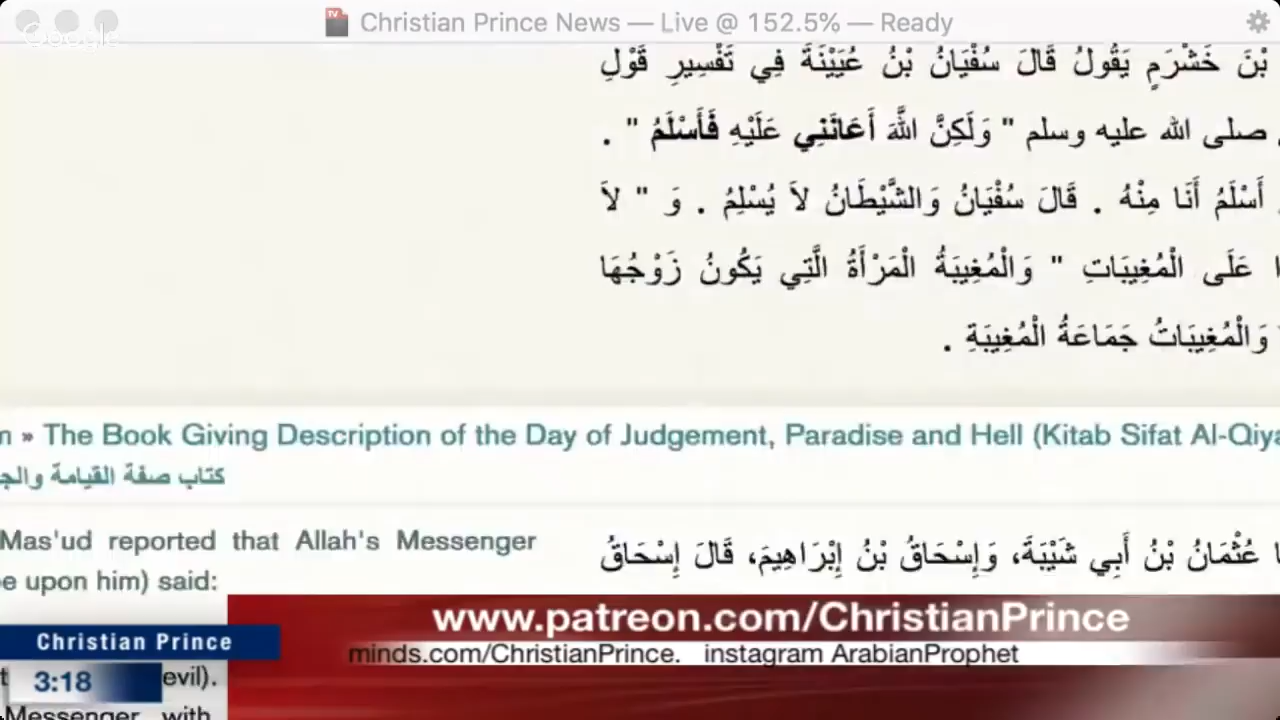 Christian Prince News — Live @ 152.5% — Ready
Google
بْنَ خَشْرَمٍ يَقُولُ قَالَ سُفْيَانُ بْنُ عُيَيْنَةَ فِي تَفْسِيرِ قَوْلِ
صلى الله عليه وسلم " وَلَكِنَّ اللَّهَ أَعَانَنِي عَلَيْهِ فَأَسْلَمُ " .
أَسْلَمُ أَنَا مِنْهُ . قَالَ سُفْيَانُ وَالشَّيْطَانُ لاَ يُسْلِمُ . وَ " لاَ
عَلَى الْمُغِيبَاتِ " وَالْمُغِيبَةُ الْمَرْأَةُ الَّتِي يَكُونُ زَوْجُهَا
وَالْمُغِيبَاتُ جَمَاعَةُ الْمُغِيبَةِ .
» The Book Giving Description of the Day of Judgement, Paradise and Hell (Kitab Sifat Al-Qiya
كتاب صفة القيامة والج
Mas'ud reported that Allah's Messenger
e upon him) said:
عُثْمَانُ بْنُ أَبِي شَيْبَةَ، وَإِسْحَاقُ بْنُ إِبْرَاهِيمَ، قَالَ إِسْحَاقُ
www.patreon.com/ChristianPrince
Christian Prince
minds.com/ChristianPrince. instagram ArabianProphet
3:18
evil).
Messenger with